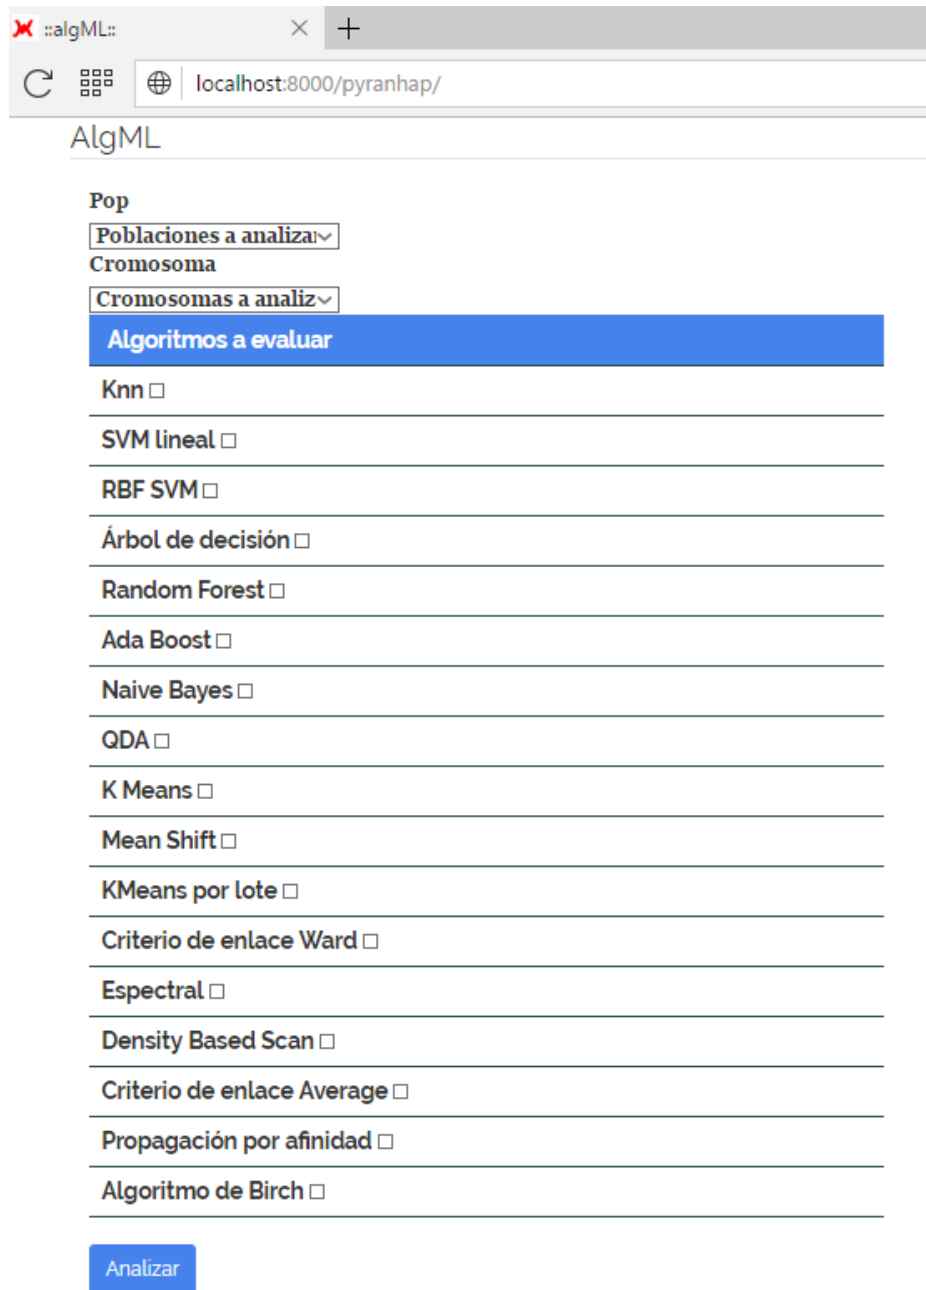 ::algML::
localhost:8000/pyranhap/
AlgML
Pop
Poblaciones a analizar
Cromosoma
Cromosomas a analiz
Algoritmos a evaluar
Knn
SVM lineal
RBF SVM
Árbol de decisión
Random Forest
Ada Boost
Naive Bayes
QDA
K Means
Mean Shift
KMeans por lote
Criterio de enlace Ward
Espectral
Density Based Scan
Criterio de enlace Average
Propagación por afinidad
Algoritmo de Birch
Analizar